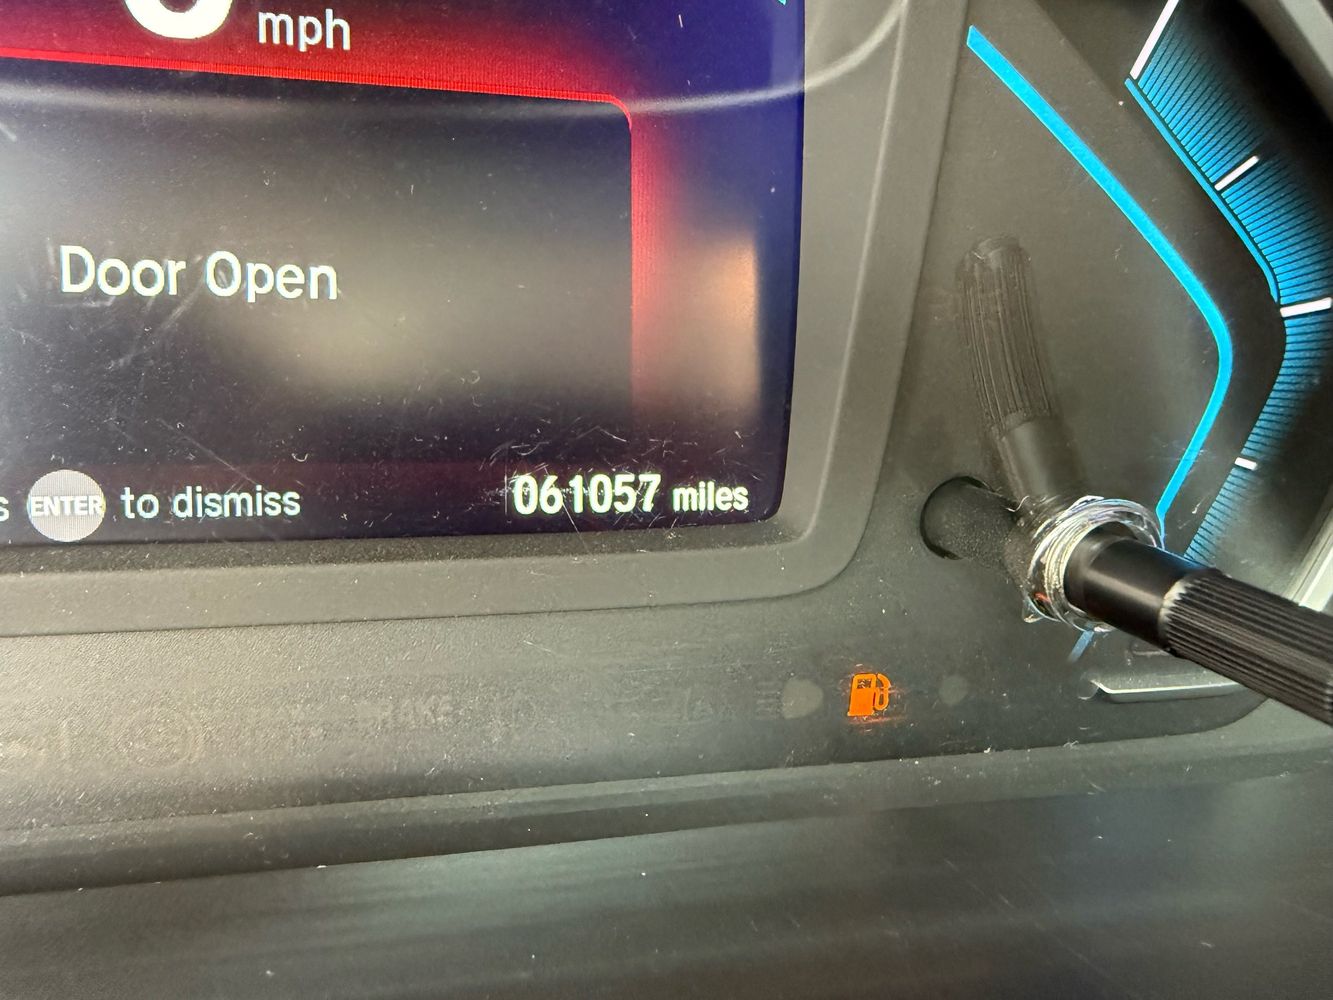 mph
Door Open
ENTER to dismiss
061057 miles